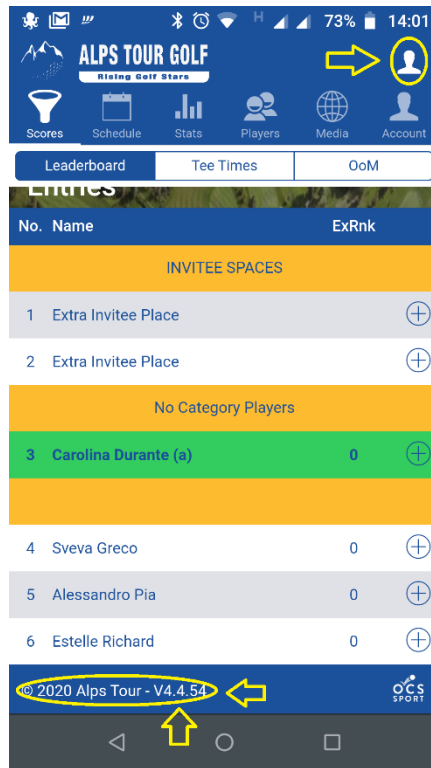 H 73% 14:01
ALPS TOUR GOLF
Rising Golf Stars
Scores Schedule Stats Players Media Account
Leaderboard Tee Times OoM
Entries
No. Name ExRnk
INVITEE SPACES
1 Extra Invitee Place
2 Extra Invitee Place
No Category Players
3 Carolina Durante (a) 0
4 Sveva Greco 0
5 Alessandro Pia 0
6 Estelle Richard 0
© 2020 Alps Tour - V4.4.54 OCS
SPORT